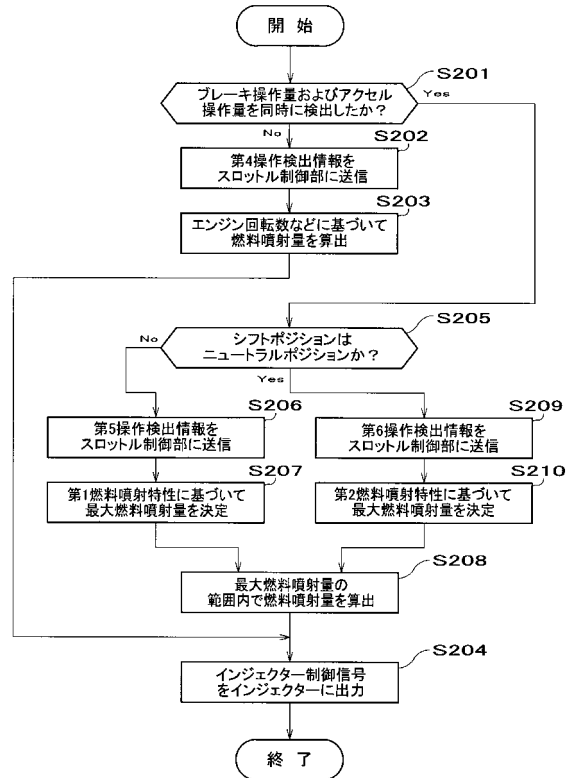 開 始
S201
ブレーキ操作量およびアクセル
操作量を同時に検出したか？
Yes
No
S202
第4操作検出情報を
スロットル制御部に送信
S203
エンジン回転数などに基づいて
燃料噴射量を算出
S205
シフトポジションは
ニュートラルポジションか？
No
Yes
S206
第5操作検出情報を
スロットル制御部に送信
S209
第6操作検出情報を
スロットル制御部に送信
S207
第1燃料噴射特性に基づいて
最大燃料噴射量を決定
S210
第2燃料噴射特性に基づいて
最大燃料噴射量を決定
S208
最大燃料噴射量の
範囲内で燃料噴射量を算出
S204
インジェクター制御信号
をインジェクターに出力
終 了